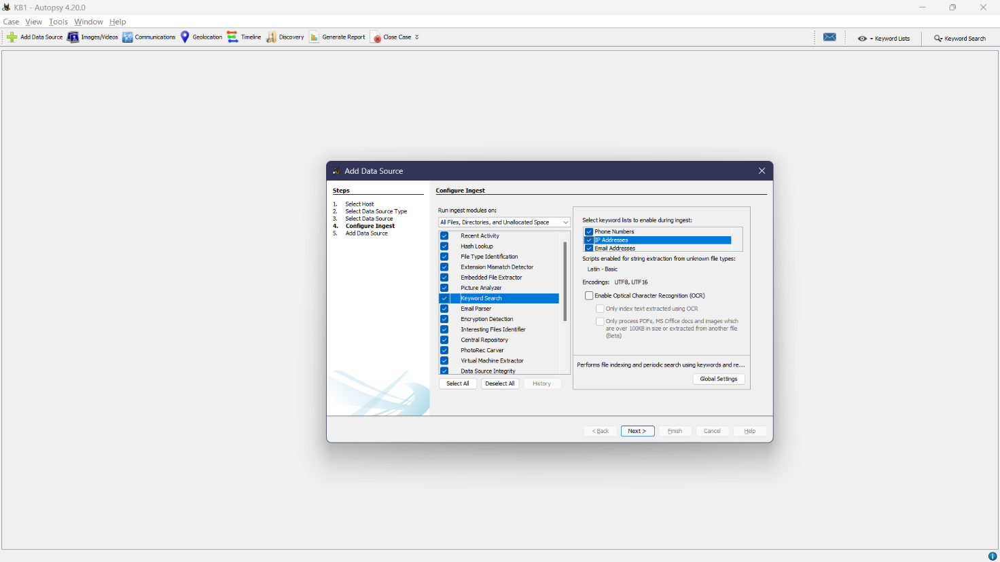 KB1 - Autopsy 4.20.0
Case View Tools Window Help
Add Data Source Images/Videos Communications Geolocation Timeline Discovery Generate Report Close Case Keyword Lists Keyword Search
Add Data Source
Steps
1. Select Host
2. Select Data Source Type
3. Select Data Source
4. Configure Ingest
5. Add Data Source
Configure Ingest
Run ingest modules on:
All Files, Directories, and Unallocated Space
Recent Activity
Hash Lookup
File Type Identification
Extension Mismatch Detector
Embedded File Extractor
Picture Analyzer
Keyword Search
Email Parser
Encryption Detection
Interesting Files Identifier
Central Repository
PhotoRec Carver
Virtual Machine Extractor
Data Source Integrity
Select All Deselect All History
Select keyword lists to enable during ingest:
Phone Numbers
IP Addresses
Email Addresses
Scripts enabled for string extraction from unknown file types:
Latin - Basic
Encodings: UTF8, UTF16
Enable Optical Character Recognition (OCR)
Only index text extracted using OCR
Only process PDFs, MS Office docs and images which
are over 100KB in size or extracted from another file
(Beta)
Performs file indexing and periodic search using keywords and re...
Global Settings
< Back Next > Finish Cancel Help